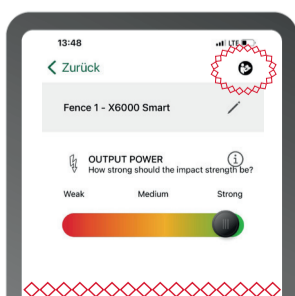 13:48 LTE
Zurück
Fence 1 - X6000 Smart
OUTPUT POWER
How strong should the impact strength be?
Weak Medium Strong